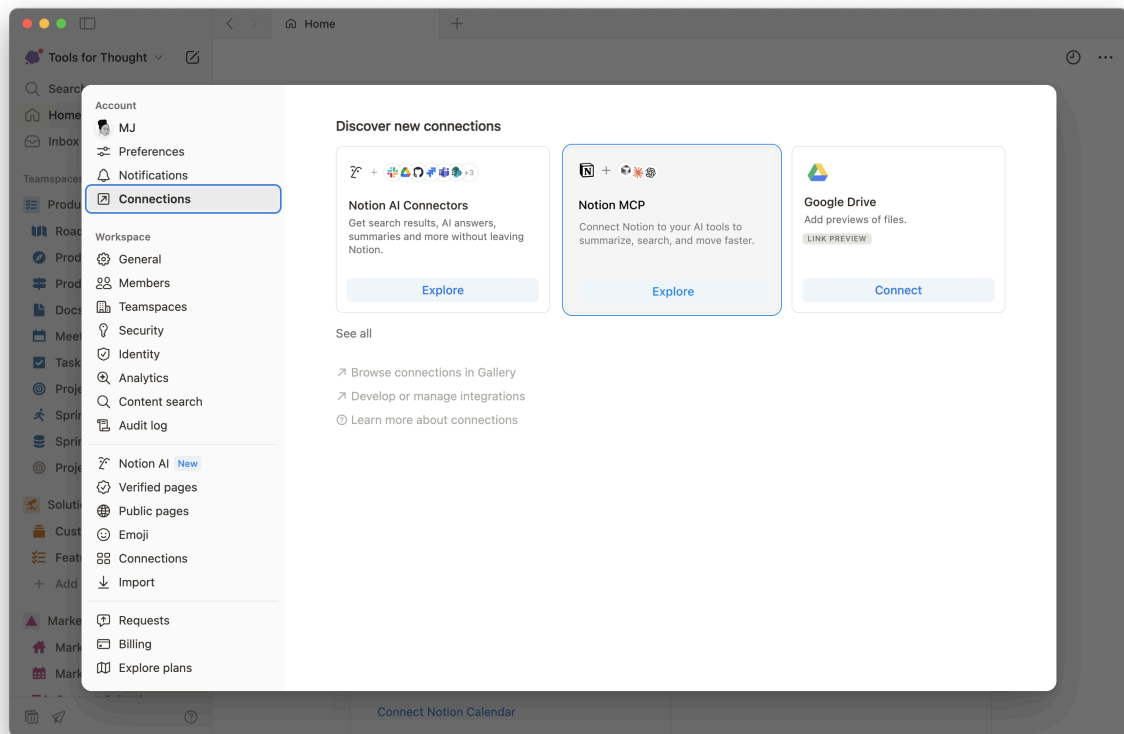 Home
Tools for Thought
Search
Home
Inbox
Teamspaces
Account
MJ
Preferences
Notifications
Connections
Workspace
General
Members
Teamspaces
Security
Identity
Analytics
Content search
Audit log
Notion AI New
Verified pages
Public pages
Emoji
Connections
Import
Requests
Billing
Explore plans
Discover new connections
+3
Notion AI Connectors
Get search results, AI answers,
summaries and more without leaving
Notion.
Explore
Notion MCP
Connect Notion to your AI tools to
summarize, search, and move faster.
Explore
Google Drive
Add previews of files.
LINK PREVIEW
Connect
See all
Browse connections in Gallery
Develop or manage integrations
Learn more about connections
Produ
Road
Prod
Prod
Docs
Meet
Task
Proje
Sprin
Sprin
Proje
Soluti
Cust
Feat
Add
Marke
Mark
Mark
Connect Notion Calendar